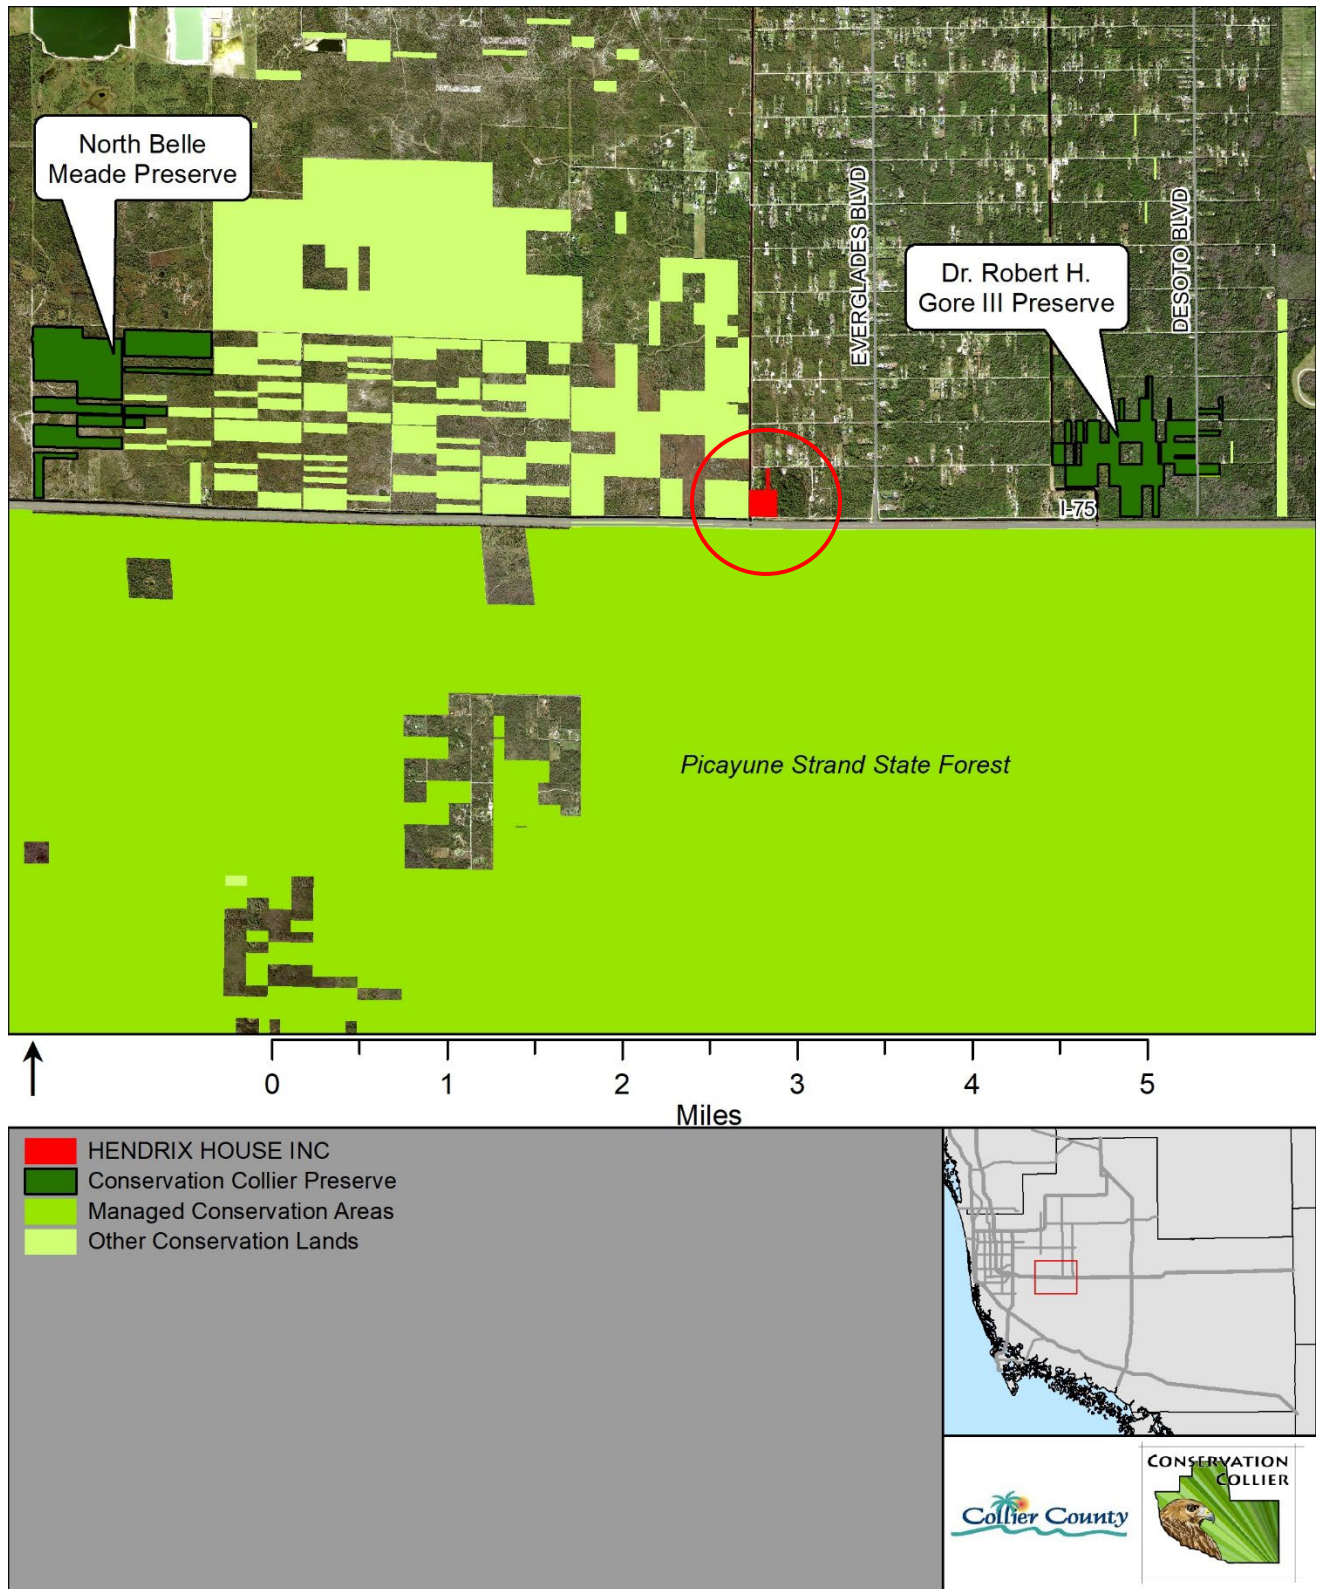 North Belle
Meade Preserve
EVERGLADES BLVD
DESOTO BLVD
Dr. Robert H.
Gore III Preserve
I-75
Picayune Strand State Forest
0 1 2 3 4 5
Miles
HENDRIX HOUSE INC
Conservation Collier Preserve
Managed Conservation Areas
Other Conservation Lands
CONSERVATION
COLLIER
Collier County